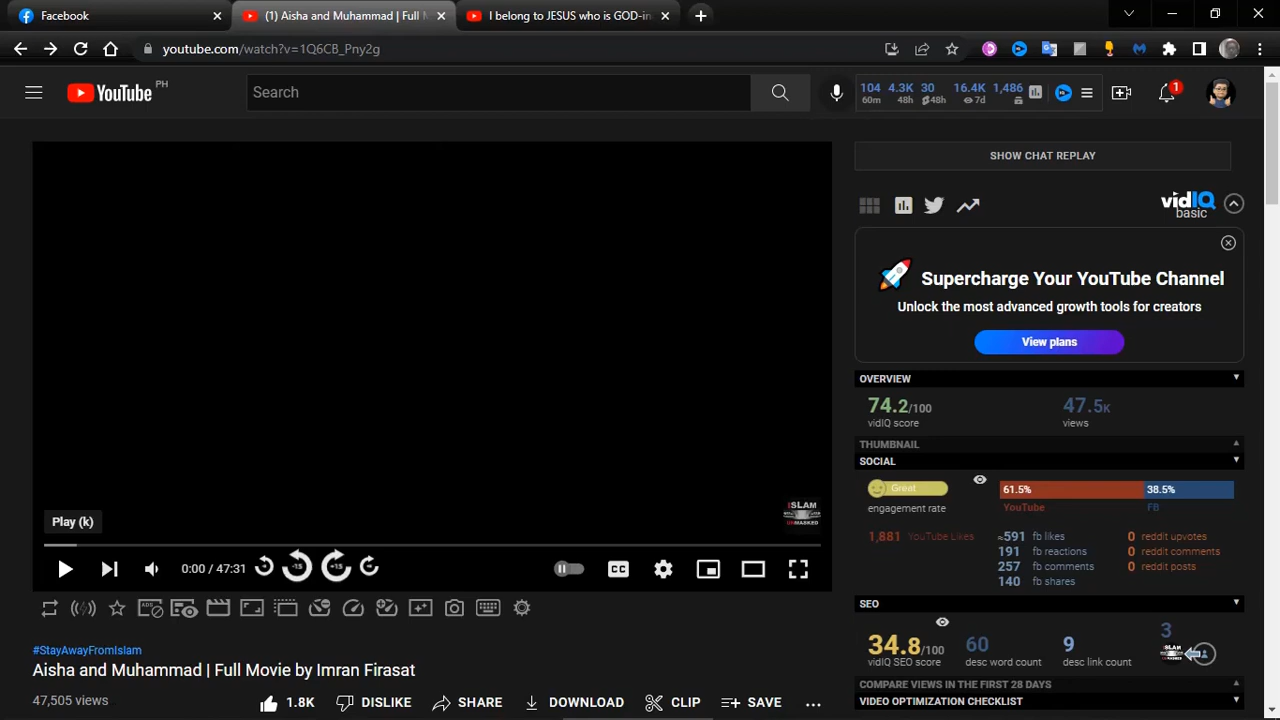 Facebook
(1) Aisha and Muhammad | Full M
I belong to JESUS who is GOD-in
youtube.com/watch?v=1Q6CB_Pny2g
YouTube PH
Search
104 4.3K 30 16.4K 1,486
60m 48h 48h 7d
1
SHOW CHAT REPLAY
vidIQ
basic
Supercharge Your YouTube Channel
Unlock the most advanced growth tools for creators
View plans
OVERVIEW
74.2/100
vidIQ score
47.5K
views
THUMBNAIL
SOCIAL
Great
engagement rate
61.5% 38.5%
YouTube FB
1,881 YouTube Likes
≈591 fb likes
191 fb reactions
257 fb comments
140 fb shares
0 reddit upvotes
0 reddit comments
0 reddit posts
SEO
34.8/100
vidIQ SEO score
60
desc word count
9
desc link count
3
COMPARE VIEWS IN THE FIRST 28 DAYS
VIDEO OPTIMIZATION CHECKLIST
ISLAM
UNMASKED
Play (k)
0:00 / 47:31
-15
+15
CC
ADS
#StayAwayFromIslam
Aisha and Muhammad | Full Movie by Imran Firasat
47,505 views
1.8K DISLIKE SHARE DOWNLOAD CLIP SAVE